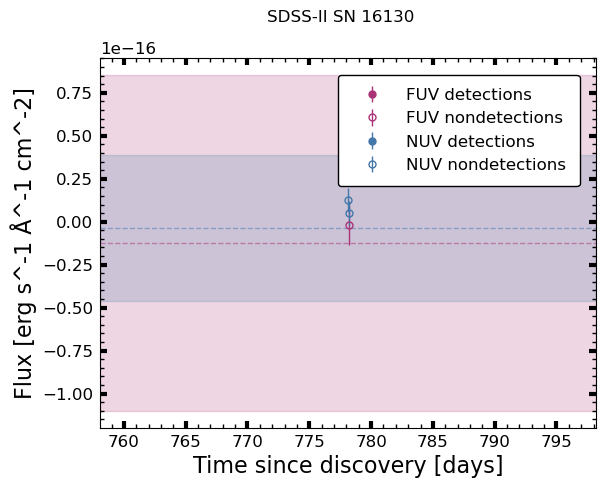 SDSS-II SN 16130
1e−16
FUV detections
FUV nondetections
NUV detections
NUV nondetections
0.75
0.50
0.25
0.00
−0.25
−0.50
−0.75
−1.00
Flux [erg s^-1 Å^-1 cm^-2]
760 765 770 775 780 785 790 795
Time since discovery [days]